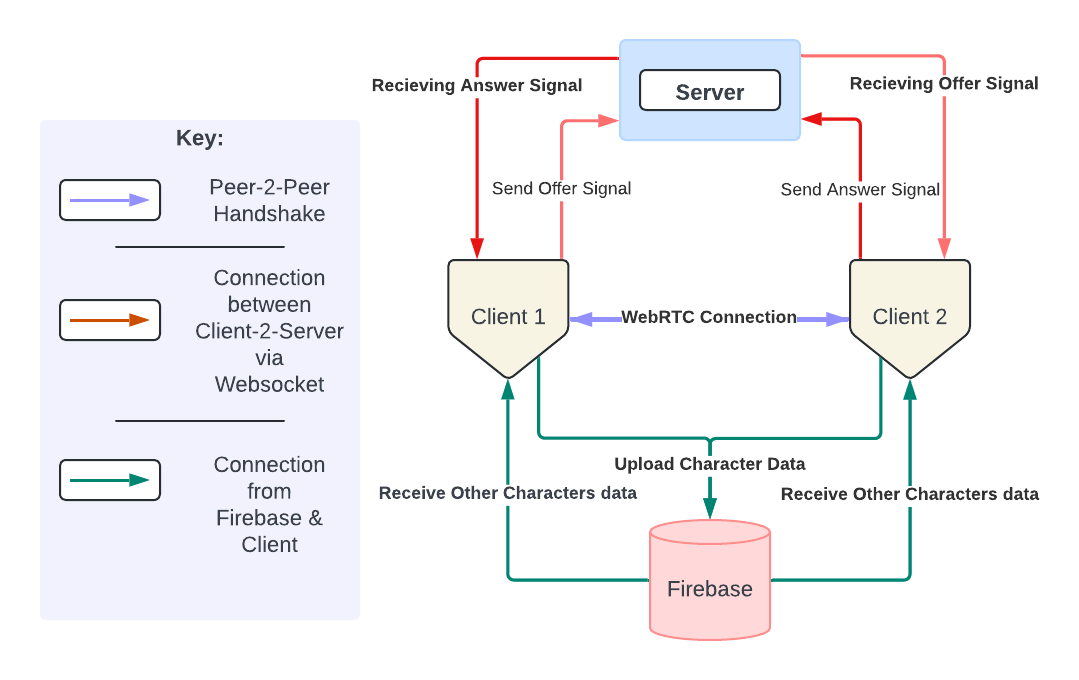 Key:
Peer-2-Peer
Handshake
Connection
between
Client-2-Server
via
Websocket
Connection
from
Firebase &
Client
Server
Recieving Answer Signal
Recieving Offer Signal
Send Offer Signal
Send Answer Signal
Client 1
WebRTC Connection
Client 2
Upload Character Data
Receive Other Characters data
Receive Other Characters data
Firebase